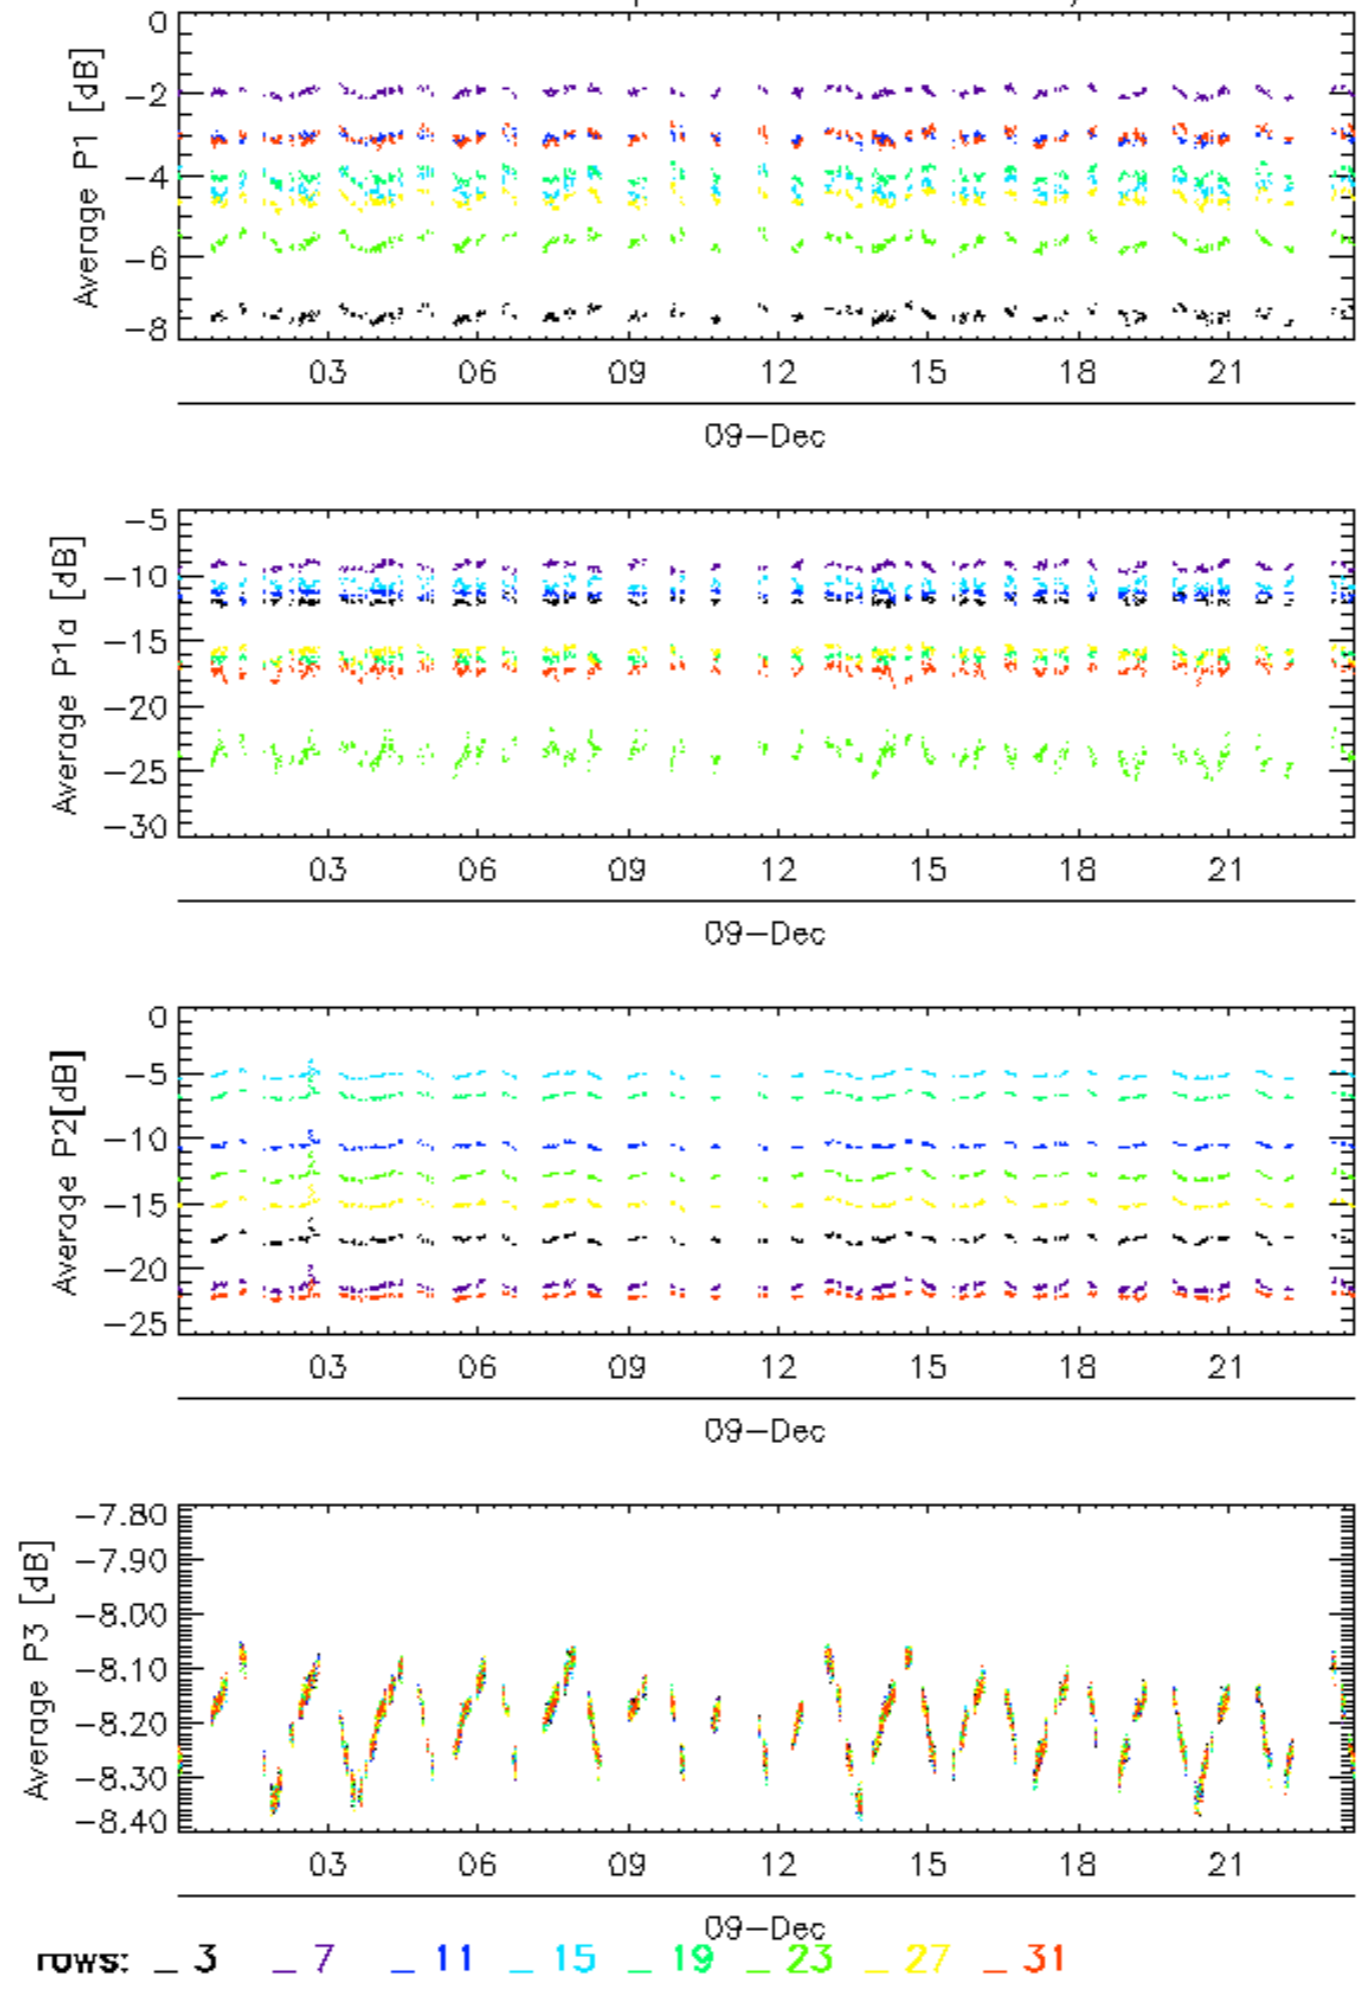 0
-2
-4
-6
-8
Average P1 [dB]
03 06 09 12 15 18 21
09-Dec
-5
-10
-15
-20
-25
-30
Average P1a [dB]
03 06 09 12 15 18 21
09-Dec
0
-5
-10
-15
-20
-25
Average P2[dB]
03 06 09 12 15 18 21
09-Dec
-7.80
-7.90
-8.00
-8.10
-8.20
-8.30
-8.40
Average P3 [dB]
03 06 09 12 15 18 21
09-Dec
rows: _ 3 _ 7 _ 11 _ 15 _ 19 _ 23 _ 27 _ 31